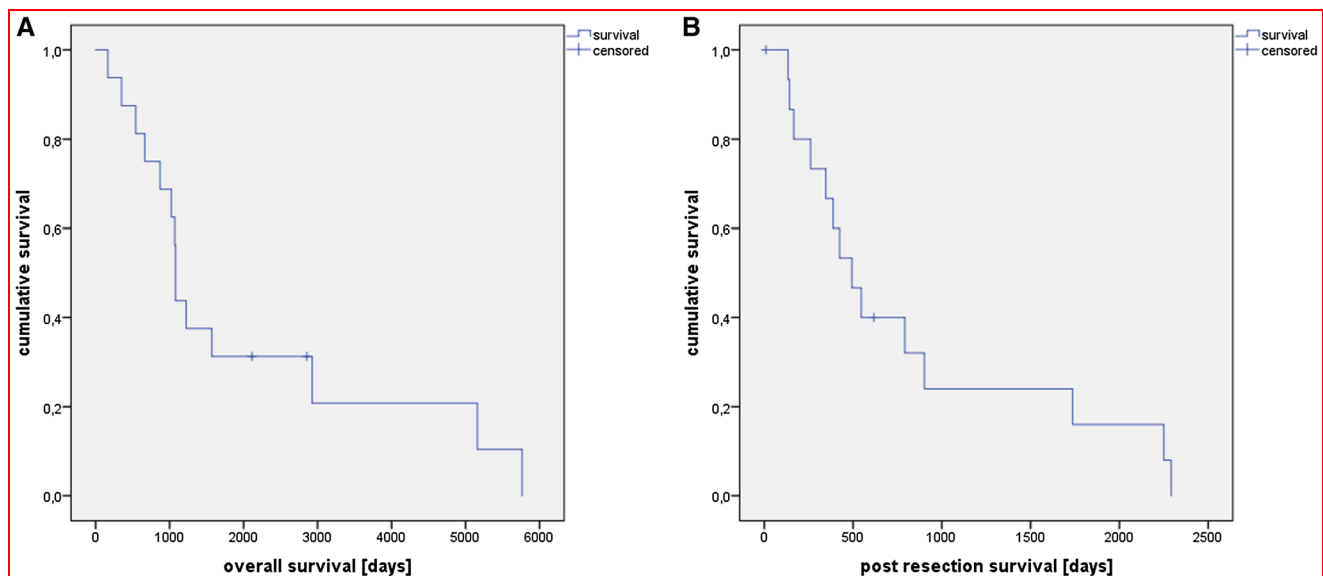 A
survival
censored
1,0
0,8
0,6
0,4
0,2
0,0
cumulative survival
0 1000 2000 3000 4000 5000 6000
overall survival [days]
B
survival
censored
1,0
0,8
0,6
0,4
0,2
0,0
cumulative survival
0 500 1000 1500 2000 2500
post resection survival [days]